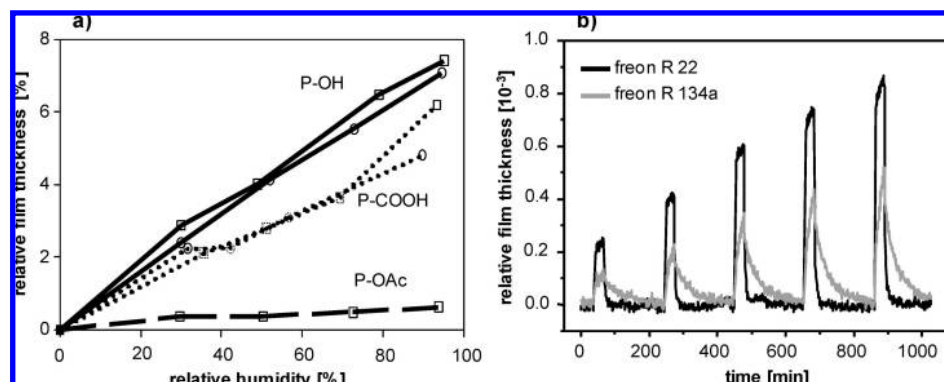 a)
relative film thickness [%]
8
6
4
2
0
P-OH
P-COOH
P-OAc
0 20 40 60 80 100
relative humidity [%]
b)
relative film thickness [10⁻³]
1.0
0.8
0.6
0.4
0.2
0.0
freon R 22
freon R 134a
0 200 400 600 800 1000
time [min]